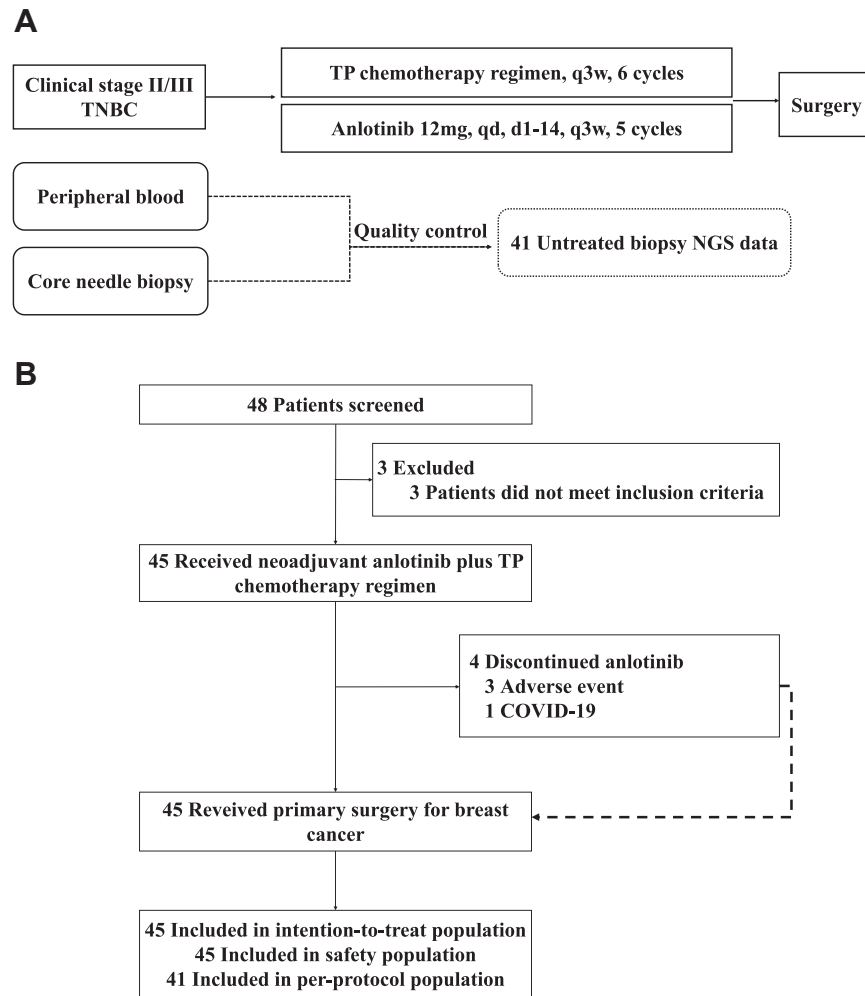 A
Clinical stage II/III
TNBC
TP chemotherapy regimen, q3w, 6 cycles
Anlotinib 12mg, qd, d1-14, q3w, 5 cycles
Surgery
Peripheral blood
Core needle biopsy
Quality control
41 Untreated biopsy NGS data
B
48 Patients screened
3 Excluded
3 Patients did not meet inclusion criteria
45 Received neoadjuvant anlotinib plus TP
chemotherapy regimen
4 Discontinued anlotinib
3 Adverse event
1 COVID-19
45 Reveived primary surgery for breast
cancer
45 Included in intention-to-treat population
45 Included in safety population
41 Included in per-protocol population